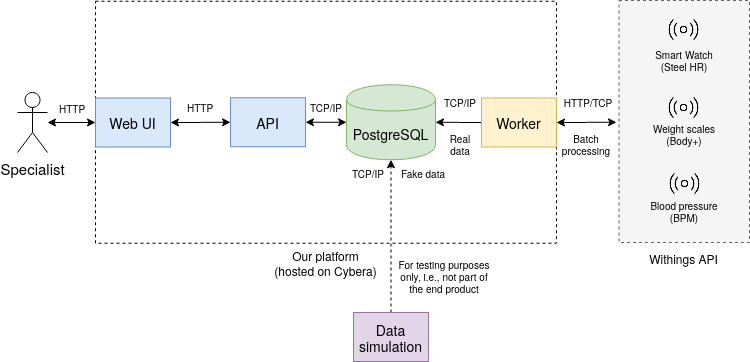 HTTP
Specialist
Web UI
HTTP
API
TCP/IP
PostgreSQL
TCP/IP
Real
data
Worker
HTTP/TCP
Batch
processing
TCP/IP
Fake data
Our platform
(hosted on Cybera)
For testing purposes
only, i.e., not part of
the end product
Data
simulation
Smart Watch
(Steel HR)
Weight scales
(Body+)
Blood pressure
(BPM)
Withings API